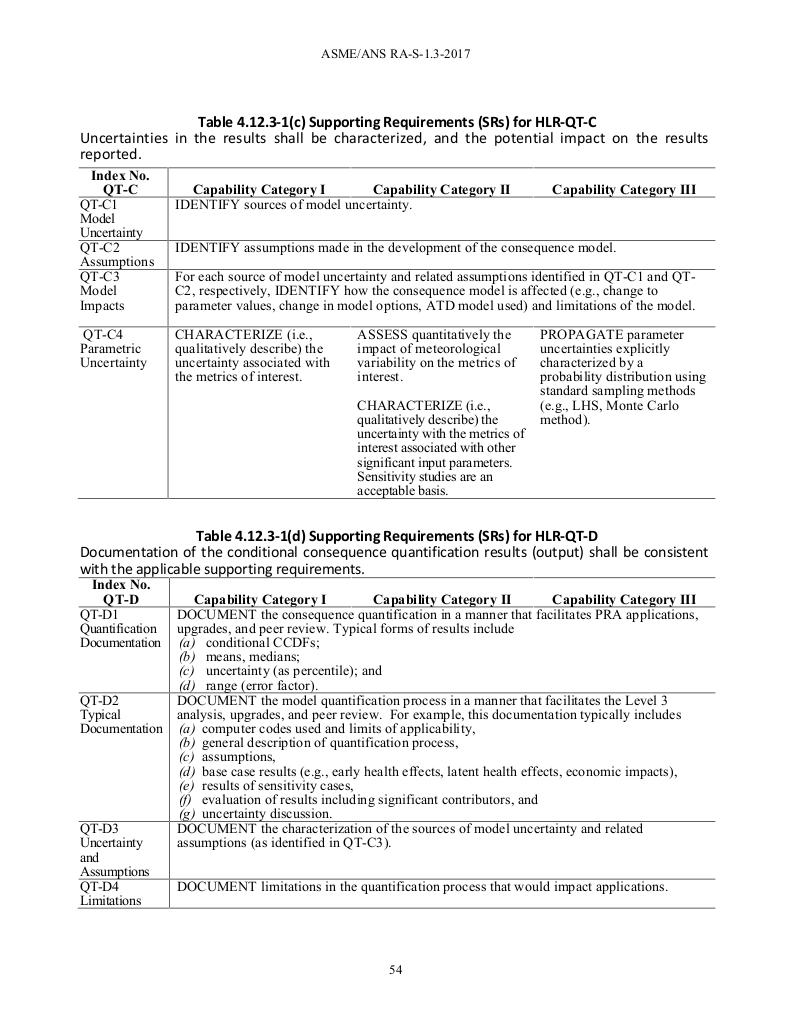 ASME/ANS RA-S-1.3-2017
Table 4.12.3-1(c) Supporting Requirements (SRs) for HLR-QT-C
Uncertainties in the results shall be characterized, and the potential impact on the results
reported.
Index No.
QT-C Capability Category I Capability Category II Capability Category III
QT-C1 IDENTIFY sources of model uncertainty.
Model
Uncertainty
QT-C2 IDENTIFY assumptions made in the development of the consequence model.
Assumptions
QT-C3 For each source of model uncertainty and related assumptions identified in QT-C1 and QT-
Model C2, respectively, IDENTIFY how the consequence model is affected (e.g., change to
Impacts parameter values, change in model options, ATD model used) and limitations of the model.
QT-C4
Parametric
Uncertainty
CHARACTERIZE (i.e.,
qualitatively describe) the
uncertainty associated with
the metrics of interest.
ASSESS quantitatively the
impact of meteorological
variability on the metrics of
interest.
CHARACTERIZE (i.e.,
qualitatively describe) the
uncertainty with the metrics of
interest associated with other
significant input parameters.
Sensitivity studies are an
acceptable basis.
PROPAGATE parameter
uncertainties explicitly
characterized by a
probability distribution using
standard sampling methods
(e.g., LHS, Monte Carlo
method).
Table 4.12.3-1(d) Supporting Requirements (SRs) for HLR-QT-D
Documentation of the conditional consequence quantification results (output) shall be consistent
with the applicable supporting requirements.
Index No.
QT-D Capability Category I Capability Category II Capability Category III
QT-D1 DOCUMENT the consequence quantification in a manner that facilitates PRA applications,
Quantification upgrades, and peer review. Typical forms of results include
Documentation (a) conditional CCDFs;
(b) means, medians;
(c) uncertainty (as percentile); and
(d) range (error factor).
QT-D2 DOCUMENT the model quantification process in a manner that facilitates the Level 3
Typical analysis, upgrades, and peer review. For example, this documentation typically includes
Documentation (a) computer codes used and limits of applicability,
(b) general description of quantification process,
(c) assumptions,
(d) base case results (e.g., early health effects, latent health effects, economic impacts),
(e) results of sensitivity cases,
(f) evaluation of results including significant contributors, and
(g) uncertainty discussion.
QT-D3 DOCUMENT the characterization of the sources of model uncertainty and related
Uncertainty assumptions (as identified in QT-C3).
and
Assumptions
QT-D4 DOCUMENT limitations in the quantification process that would impact applications.
Limitations
54